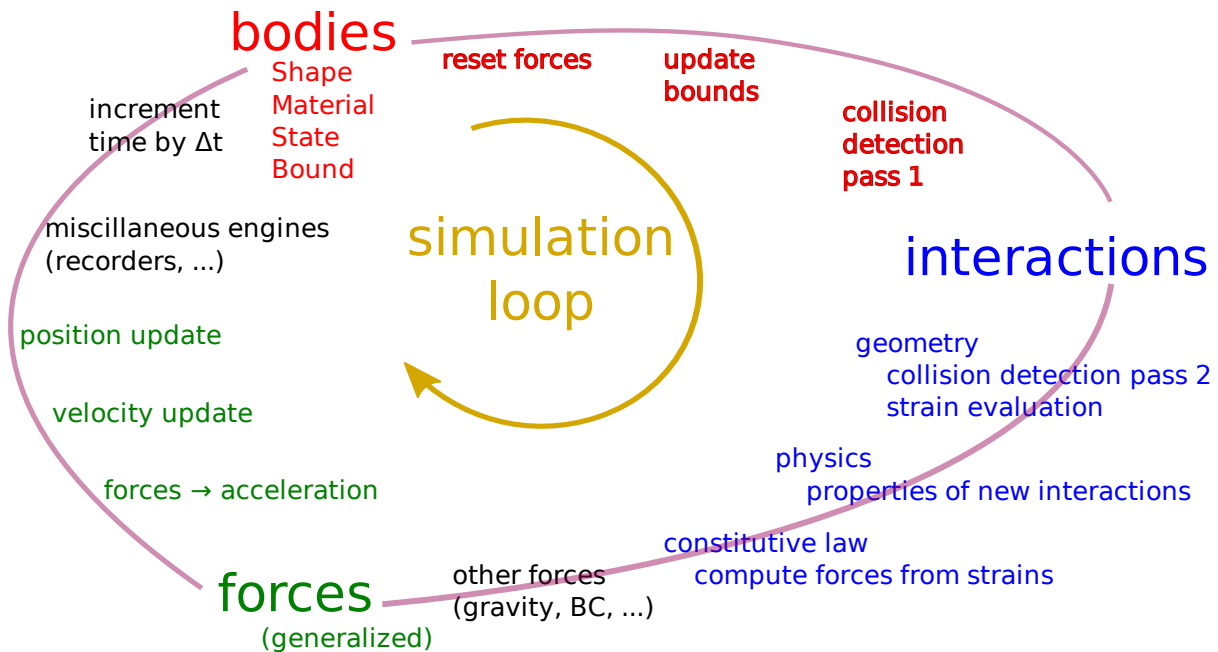 bodies
Shape
Material
State
Bound
reset forces
update
bounds
collision
detection
pass 1
interactions
geometry
collision detection pass 2
strain evaluation
physics
properties of new interactions
constitutive law
compute forces from strains
other forces
(gravity, BC, ...)
forces
(generalized)
forces → acceleration
velocity update
position update
miscillaneous engines
(recorders, ...)
increment
time by Δt
simulation
loop